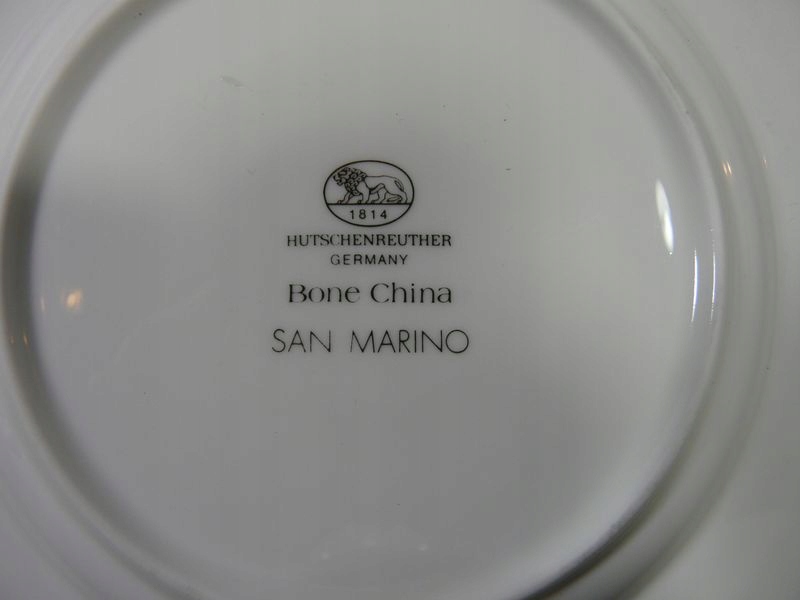 1814
HUTSCHENREUTHER
GERMANY
Bone China
SAN MARINO